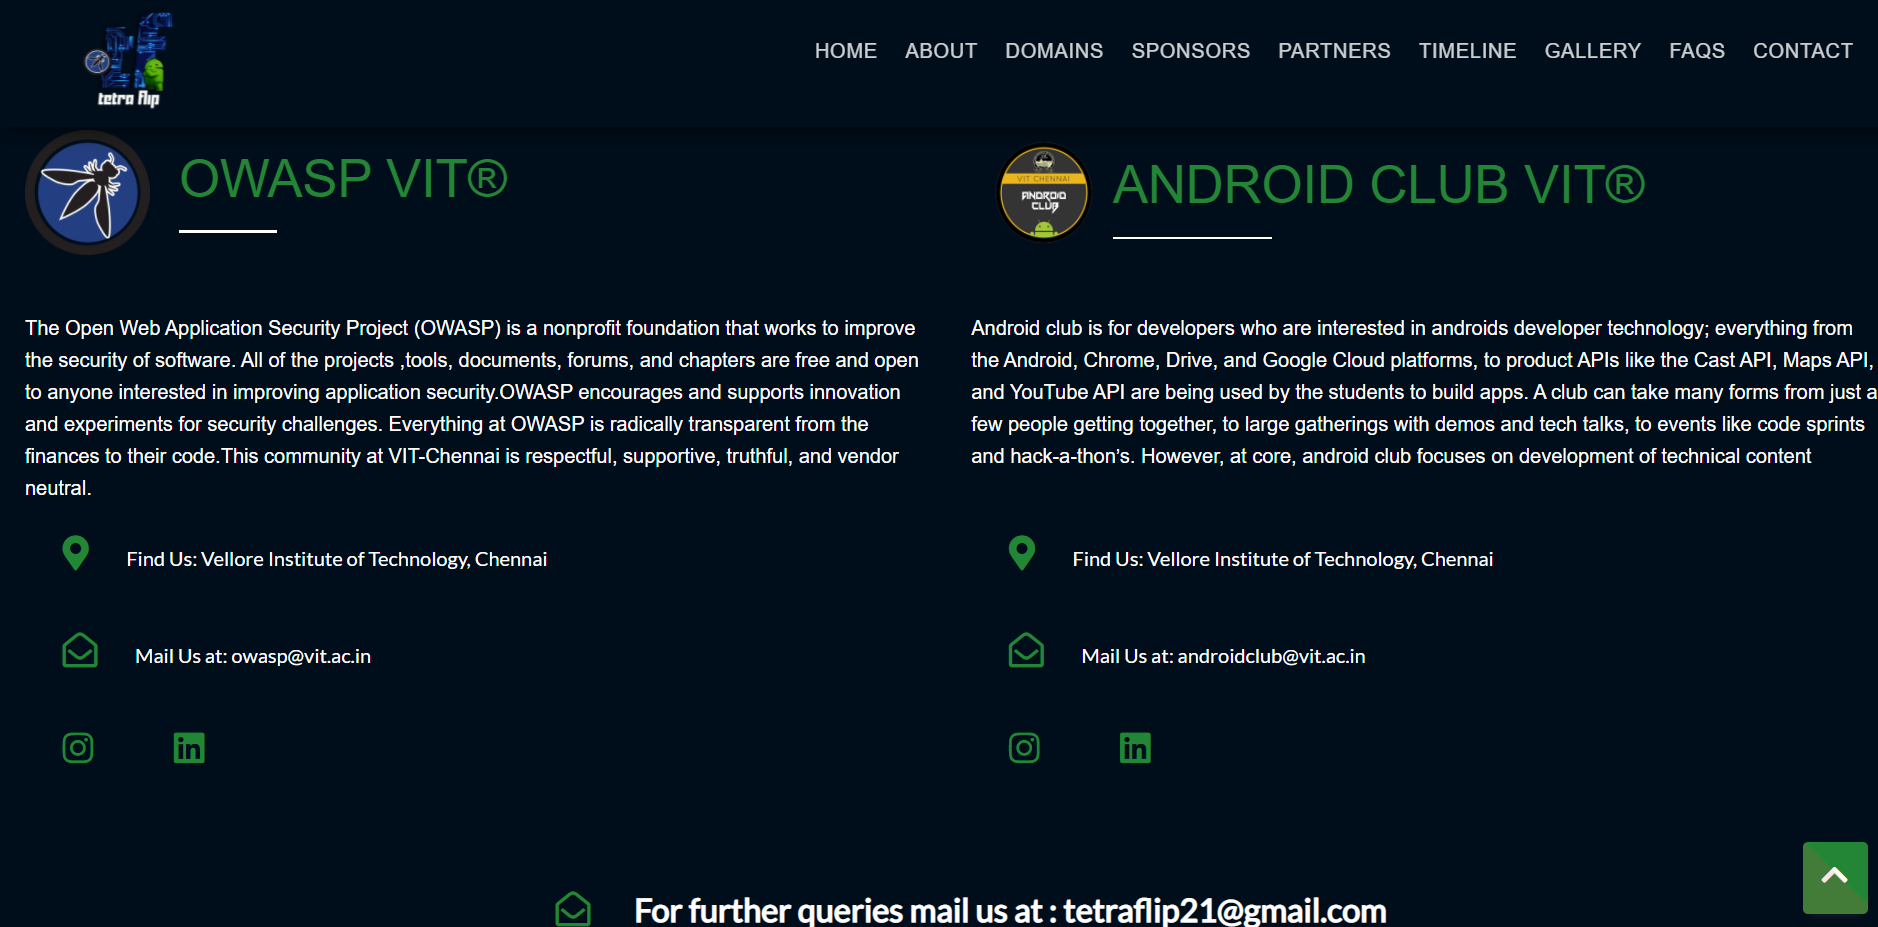 HOME ABOUT DOMAINS SPONSORS PARTNERS TIMELINE GALLERY FAQS CONTACT
tetra flip
OWASP VIT®
The Open Web Application Security Project (OWASP) is a nonprofit foundation that works to improve
the security of software. All of the projects ,tools, documents, forums, and chapters are free and open
to anyone interested in improving application security.OWASP encourages and supports innovation
and experiments for security challenges. Everything at OWASP is radically transparent from the
finances to their code.This community at VIT-Chennai is respectful, supportive, truthful, and vendor
neutral.
Find Us: Vellore Institute of Technology, Chennai
Mail Us at: owasp@vit.ac.in
in
VIT CHENNAI
ANDROID
CLUB
ANDROID CLUB VIT®
Android club is for developers who are interested in androids developer technology; everything from
the Android, Chrome, Drive, and Google Cloud platforms, to product APIs like the Cast API, Maps API,
and YouTube API are being used by the students to build apps. A club can take many forms from just a
few people getting together, to large gatherings with demos and tech talks, to events like code sprints
and hack-a-thon’s. However, at core, android club focuses on development of technical content
Find Us: Vellore Institute of Technology, Chennai
Mail Us at: androidclub@vit.ac.in
in
For further queries mail us at : tetraflip21@gmail.com